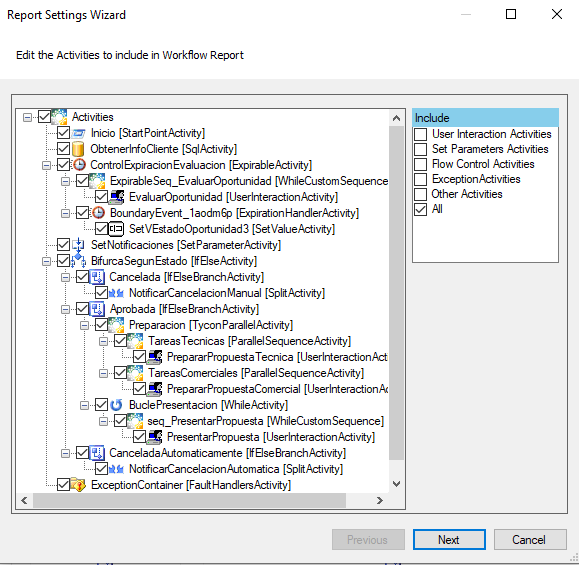 Report Settings Wizard
Edit the Activities to include in Workflow Report
Activities
Inicio [StartPointActivity]
ObtenerInfoCliente [SqlActivity]
ControlExpiracionEvaluacion [ExpirableActivity]
ExpirableSeq_EvaluarOportunidad [WhileCustomSequence
EvaluarOportunidad [UserInteractionActivity]
BoundaryEvent_1aodm6p [ExpirationHandlerActivity]
SetVEstadoOportunidad3 [SetValueActivity]
SetNotificaciones [SetParameterActivity]
BifurcaSegunEstado [IfElseActivity]
Cancelada [IfElseBranchActivity]
NotificarCancelacionManual [SplitActivity]
Aprobada [IfElseBranchActivity]
Preparacion [TyconParallelActivity]
TareasTecnicas [ParallelSequenceActivity]
PrepararPropuestaTecnica [UserInteractionActi
TareasComerciales [ParallelSequenceActivity]
PrepararPropuestaComercial [UserInteractionAc
BuclePresentacion [WhileActivity]
seq_PresentarPropuesta [WhileCustomSequence]
PresentarPropuesta [UserInteractionActivity]
CanceladaAutomaticamente [IfElseBranchActivity]
NotificarCancelacionAutomatica [SplitActivity]
ExceptionContainer [FaultHandlersActivity]
Include
User Interaction Activities
Set Parameters Activities
Flow Control Activities
ExceptionActivities
Other Activities
All
Previous
Next
Cancel